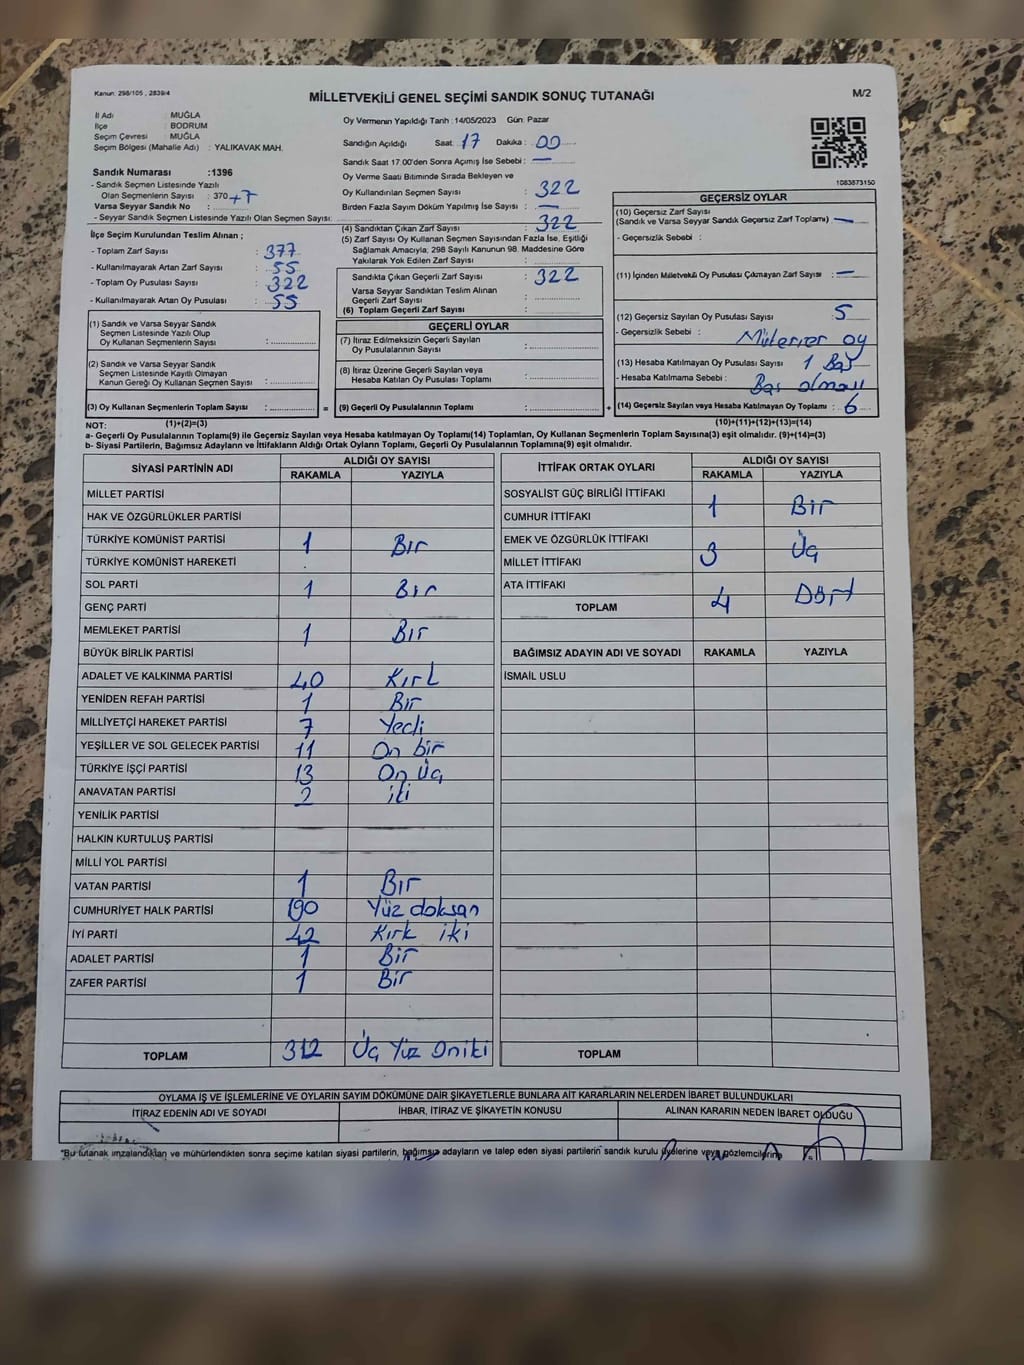 Kanun: 298/105 , 2839/4
MİLLETVEKİLİ GENEL SEÇİMİ SANDIK SONUÇ TUTANAĞI
M/2
İl Adı : MUĞLA
İlçe : BODRUM
Seçim Çevresi : MUĞLA
Seçim Bölgesi (Mahalle Adı) : YALIKAVAK MAH.
Sandık Numarası :1396
- Sandık Seçmen Listesinde Yazılı
Olan Seçmenlerin Sayısı : 370 +7
Varsa Seyyar Sandık No :
- Seyyar Sandık Seçmen Listesinde Yazılı Olan Seçmen Sayısı:
İlçe Seçim Kurulundan Teslim Alınan ;
- Toplam Zarf Sayısı : 377
- Kullanılmayarak Artan Zarf Sayısı : 55
- Toplam Oy Pusulası Sayısı : 322
- Kullanılmayarak Artan Oy Pusulası : 55
Oy Vermenin Yapıldığı Tarih :14/05/2023 Gün: Pazar
Sandığın Açıldığı Saat: 17 Dakika : 00
Sandık Saat 17.00'den Sonra Açımış İse Sebebi : —
Oy Verme Saati Bitiminde Sırada Bekleyen ve
Oy Kullandırılan Seçmen Sayısı : 322
Birden Fazla Sayım Döküm Yapılmış İse Sayısı : —
(4) Sandıktan Çıkan Zarf Sayısı : 322
(5) Zarf Sayısı Oy Kullanan Seçmen Sayısından Fazla İse, Eşitliği
Sağlamak Amacıyla, 298 Sayılı Kanunun 98. Maddesine Göre
Yakılarak Yok Edilen Zarf Sayısı :
Sandıkta Çıkan Geçerli Zarf Sayısı : 322
Varsa Seyyar Sandıktan Teslim Alınan
Geçerli Zarf Sayısı :
(6) Toplam Geçerli Zarf Sayısı :
1083873150
GEÇERSİZ OYLAR
(10) Geçersiz Zarf Sayısı
(Sandık ve Varsa Seyyar Sandık Geçersiz Zarf Toplamı) : —
- Geçersizlik Sebebi :
(11) İçinden Milletvekili Oy Pusulası Çıkmayan Zarf Sayısı : —
(12) Geçersiz Sayılan Oy Pusulası Sayısı : 5
- Geçersizlik Sebebi :
oy
(13) Hesaba Katılmayan Oy Pusulası Sayısı 1 Boş
- Hesaba Katılmama Sebebi : Boş olması
(14) Geçersiz Sayılan veya Hesaba Katılmayan Oy Toplamı : 6
(1) Sandık ve Varsa Seyyar Sandık
Seçmen Listesinde Yazılı Olup
Oy Kullanan Seçmenlerin Sayısı :
(2) Sandık ve Varsa Seyyar Sandık
Seçmen Listesinde Kayıtlı Olmayan
Kanun Gereği Oy Kullanan Seçmen Sayısı :
(3) Oy Kullanan Seçmenlerin Toplam Sayısı : =
GEÇERLİ OYLAR
(7) İtiraz Edilmeksizin Geçerli Sayılan
Oy Pusulalarının Sayısı :
(8) İtiraz Üzerine Geçerli Sayılan veya
Hesaba Katılan Oy Pusulası Toplamı :
(9) Geçerli Oy Pusulalarının Toplamı : +
NOT: (1)+(2)=(3) (10)+(11)+(12)+(13)=(14)
a- Geçerli Oy Pusulalarının Toplamı(9) ile Geçersiz Sayılan veya Hesaba katılmayan Oy Toplamı(14) Toplamları, Oy Kullanan Seçmenlerin Toplam Sayısına(3) eşit olmalıdır. (9)+(14)=(3)
b- Siyasi Partilerin, Bağımsız Adayların ve İttifakların Aldığı Ortak Oyların Toplamı, Geçerli Oy Pusulalarının Toplamına(9) eşit olmalıdır.
SİYASİ PARTİNİN ADI ALDIĞI OY SAYISI
RAKAMLA YAZIYLA
MİLLET PARTİSİ
HAK VE ÖZGÜRLÜKLER PARTİSİ
TÜRKİYE KOMÜNİST PARTİSİ 1 Bir
TÜRKİYE KOMÜNİST HAREKETİ
SOL PARTİ 1 Bir
GENÇ PARTİ
MEMLEKET PARTİSİ 1 Bir
BÜYÜK BİRLİK PARTİSİ
ADALET VE KALKINMA PARTİSİ 40 Kırk
YENİDEN REFAH PARTİSİ 1 Bir
MİLLİYETÇİ HAREKET PARTİSİ 7 Yedi
YEŞİLLER VE SOL GELECEK PARTİSİ 11 On bir
TÜRKİYE İŞÇİ PARTİSİ 13 On üç
ANAVATAN PARTİSİ 2 iki
YENİLİK PARTİSİ
HALKIN KURTULUŞ PARTİSİ
MİLLİ YOL PARTİSİ
VATAN PARTİSİ 1 Bir
CUMHURİYET HALK PARTİSİ 190 Yüz doksan
İYİ PARTİ 42 Kırk iki
ADALET PARTİSİ 1 Bir
ZAFER PARTİSİ 1 Bir
TOPLAM 312 Üç Yüz Oniki
İTTİFAK ORTAK OYLARI ALDIĞI OY SAYISI
RAKAMLA YAZIYLA
SOSYALİST GÜÇ BİRLİĞİ İTTİFAKI
CUMHUR İTTİFAKI 1 Bir
EMEK VE ÖZGÜRLÜK İTTİFAKI
MİLLET İTTİFAKI 3 Üç
ATA İTTİFAKI
TOPLAM 4 Dört
BAĞIMSIZ ADAYIN ADI VE SOYADI RAKAMLA YAZIYLA
İSMAİL USLU
TOPLAM
OYLAMA İŞ VE İŞLEMLERİNE VE OYLARIN SAYIM DÖKÜMÜNE DAİR ŞİKAYETLERLE BUNLARA AİT KARARLARIN NELERDEN İBARET BULUNDUKLARI
İTİRAZ EDENİN ADI VE SOYADI İHBAR, İTİRAZ VE ŞİKAYETİN KONUSU ALINAN KARARIN NEDEN İBARET OLDUĞU
*Bu tutanak imzalandıktan ve mühürlendikten sonra seçime katılan siyasi partilerin, bağımsız adayların ve talep eden siyasi partilerin sandık kurulu üyelerine veya gözlemcilerine